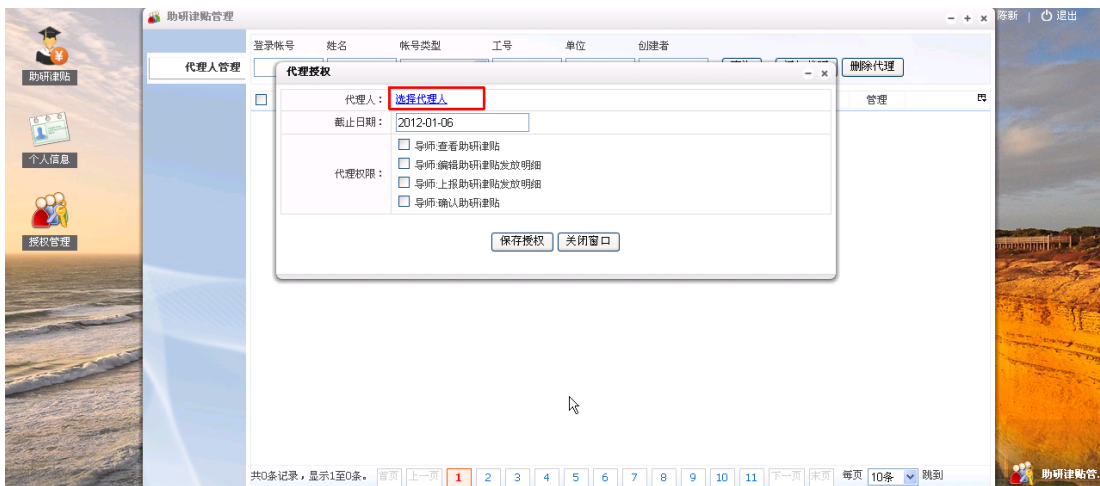 助研津贴管理
陈新 | 退出
助研津贴
个人信息
授权管理
代理人管理
登录帐号 姓名 帐号类型 工号 单位 创建者
删除代理
管理
代理授权
代理人： 选择代理人
截止日期： 2012-01-06
代理权限：
导师:查看助研津贴
导师:编辑助研津贴发放明细
导师:上报助研津贴发放明细
导师:确认助研津贴
保存授权 关闭窗口
共0条记录，显示1至0条。 首页 上一页 1 2 3 4 5 6 7 8 9 10 11 下一页 末页 每页 10条 跳到
助研津贴管.